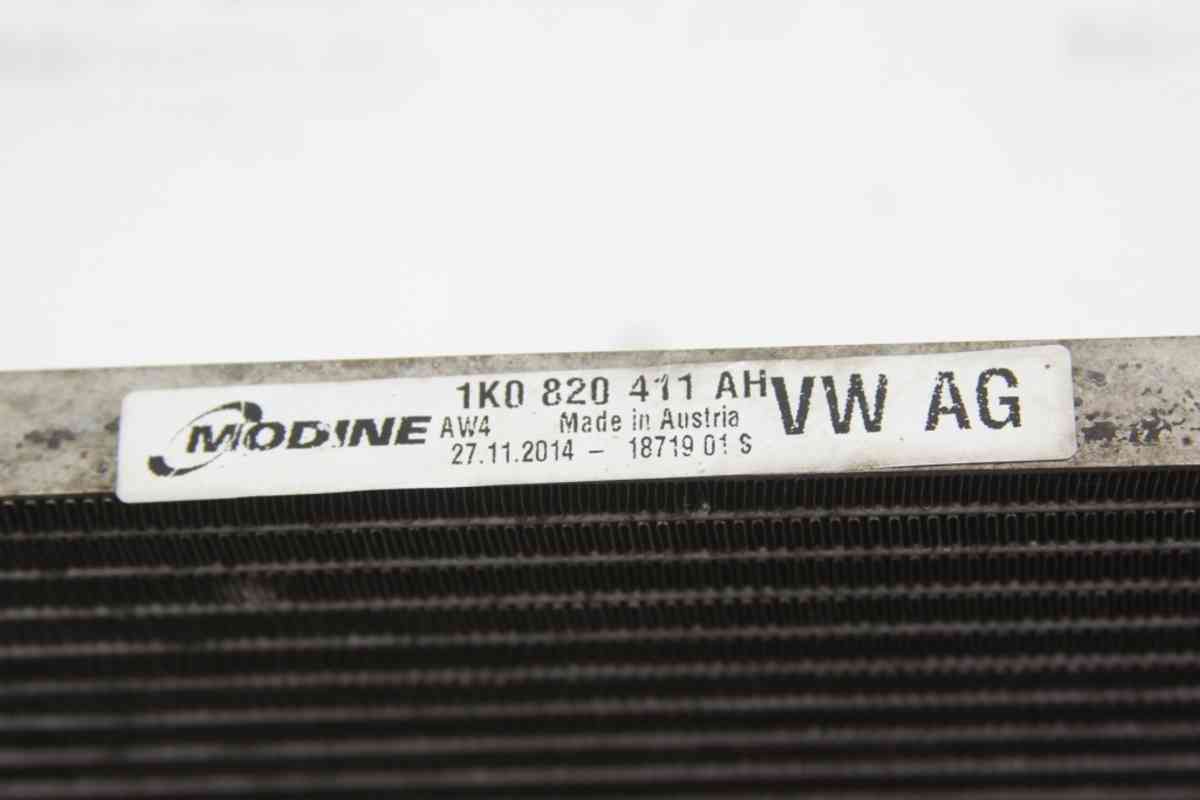 1K0 820 411 AH VW AG
MODINE AW4 Made in Austria
27.11.2014 – 18719 01 S